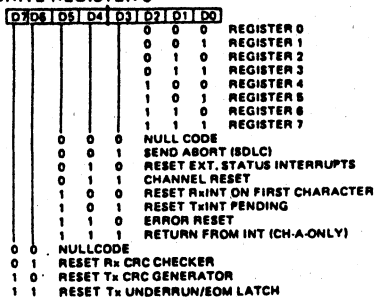 D7 D6 D5 D4 D3 D2 D1 D0
0 0 0 REGISTER 0
0 0 1 REGISTER 1
0 1 0 REGISTER 2
0 1 1 REGISTER 3
1 0 0 REGISTER 4
1 0 1 REGISTER 5
1 1 0 REGISTER 6
1 1 1 REGISTER 7
0 0 0 NULL CODE
0 0 1 SEND ABORT (SDLC)
0 1 0 RESET EXT. STATUS INTERRUPTS
0 1 1 CHANNEL RESET
1 0 0 RESET RxINT ON FIRST CHARACTER
1 0 1 RESET TxINT PENDING
1 1 0 ERROR RESET
1 1 1 RETURN FROM INT (CH-A-ONLY)
0 0 NULLCODE
0 1 RESET Rx CRC CHECKER
1 0 RESET Tx CRC GENERATOR
1 1 RESET Tx UNDERRUN/EOM LATCH